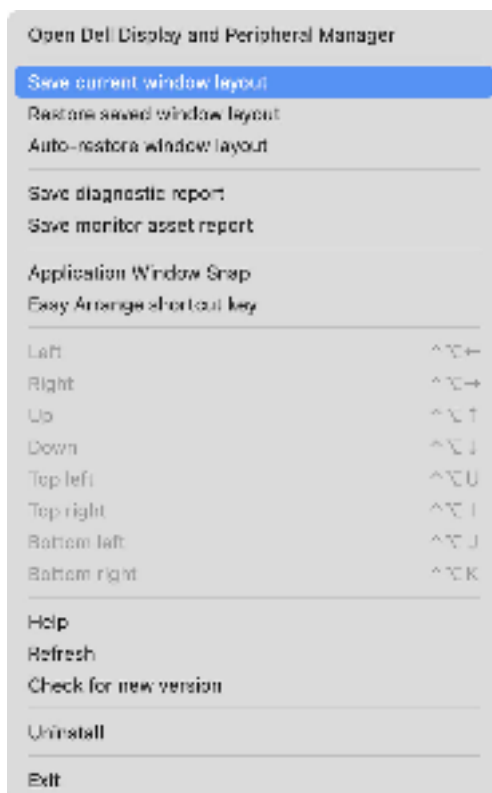 Open Dell Display and Peripheral Manager
Save current window layout
Restore saved window layout
Auto-restore window layout
Save diagnostic report
Save monitor asset report
Application Window Snap
Easy Arrange shortcut key
Left ^⌥←
Right ^⌥→
Up ^⌥↑
Down ^⌥↓
Top left ^⌥U
Top right ^⌥I
Bottom left ^⌥J
Bottom right ^⌥K
Help
Refresh
Check for new version
Uninstall
Exit